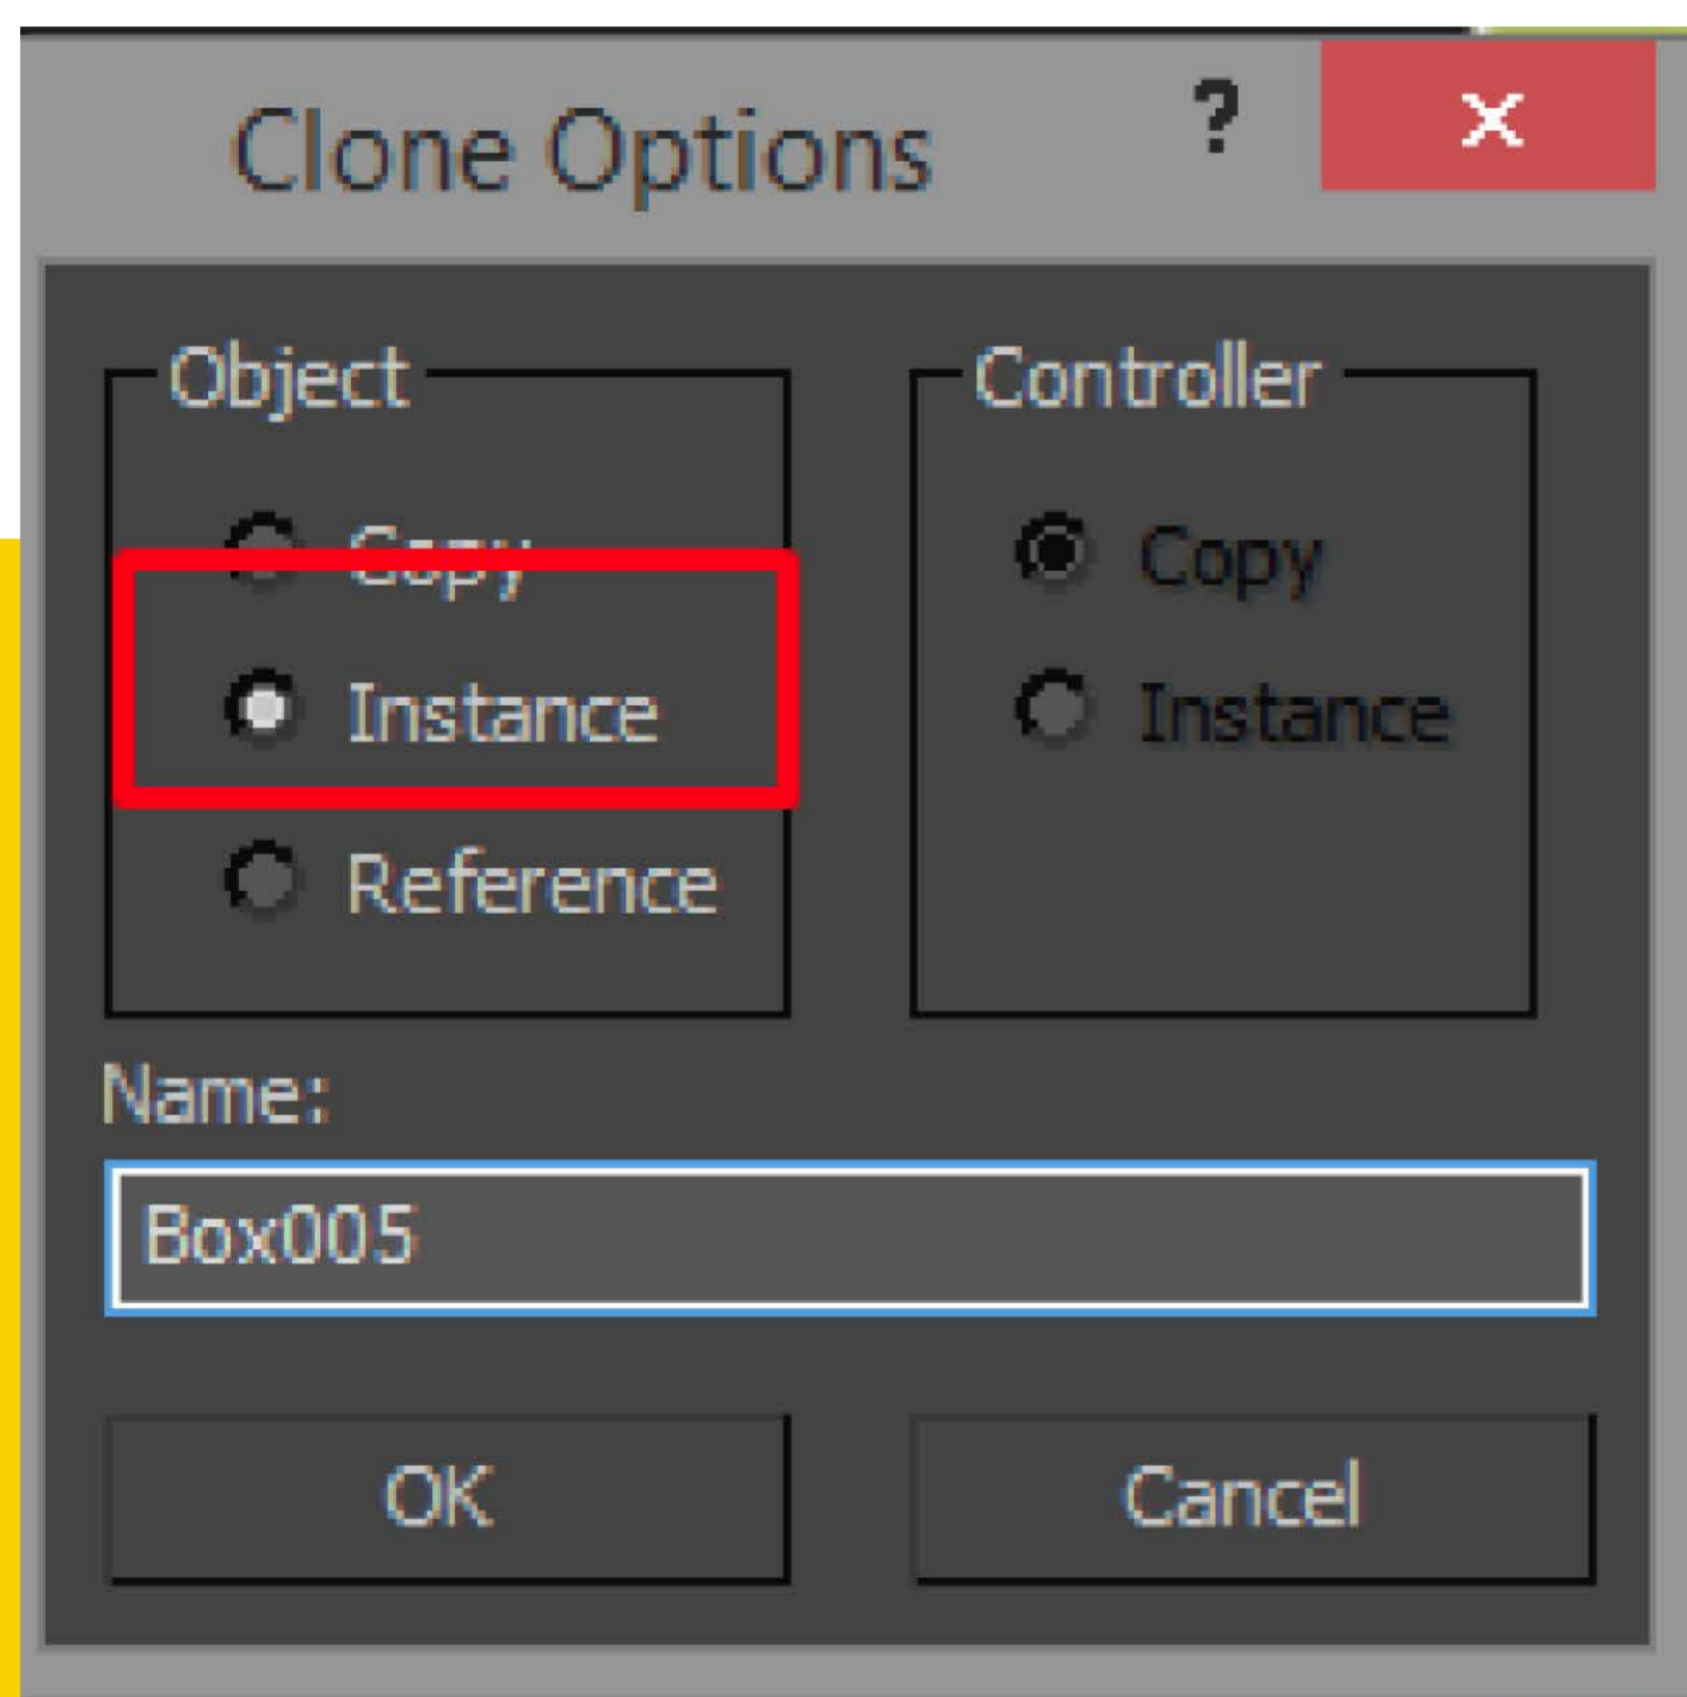 Clone Options ? x
Object
Copy
Instance
Reference
Controller
Copy
Instance
Name:
Box005
OK
Cancel